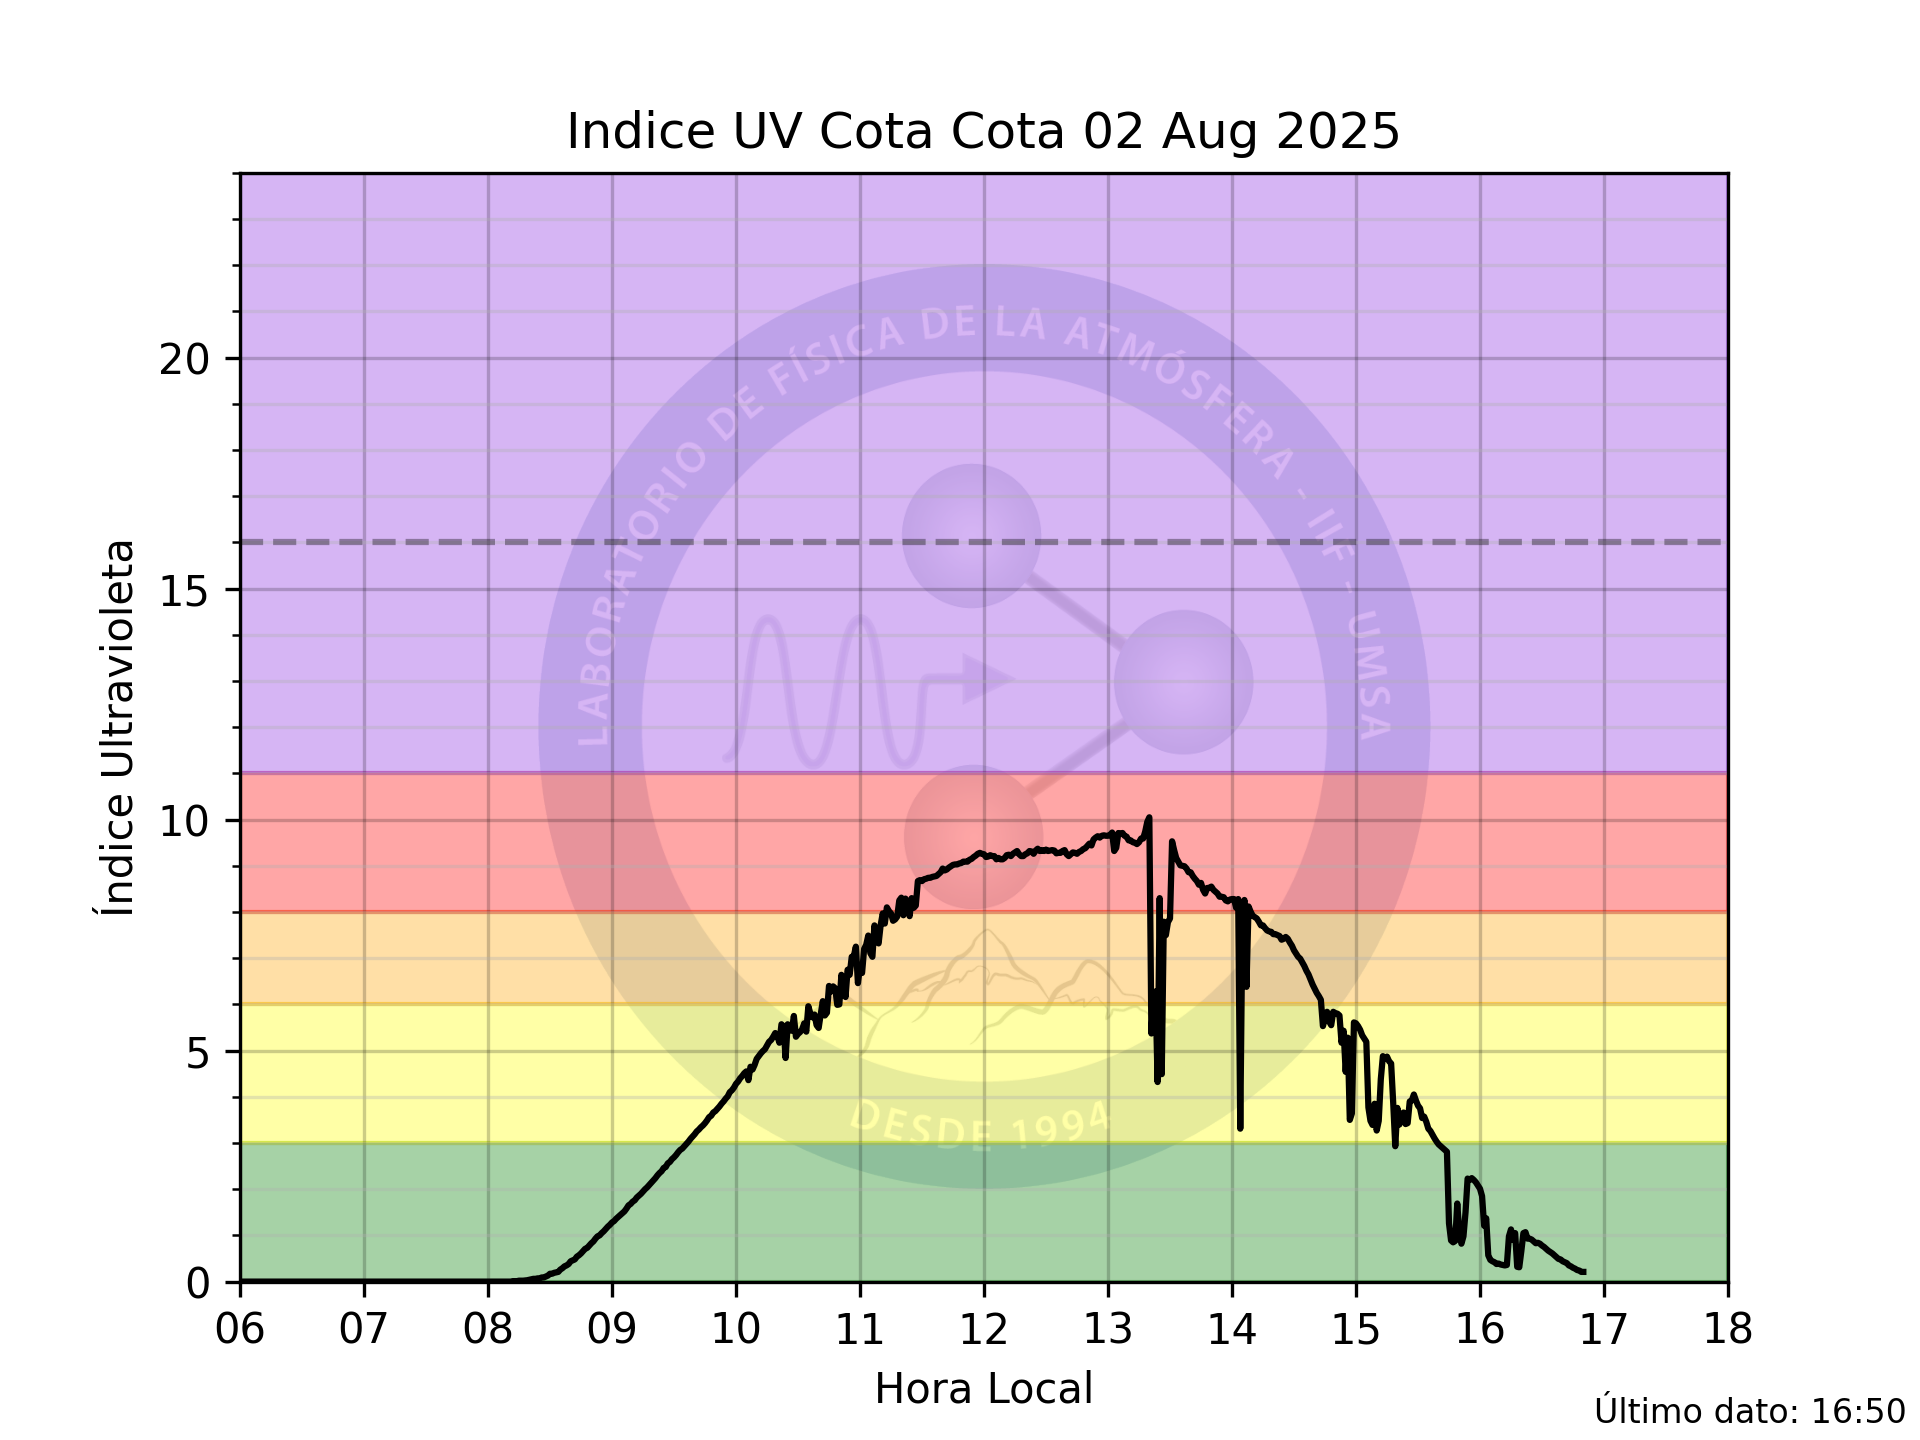 Indice UV Cota Cota 02 Aug 2025
Índice Ultravioleta
20
15
10
5
0
LABORATORIO DE FÍSICA DE LA ATMÓSFERA - IIF - UMSA
DESDE 1994
06 07 08 09 10 11 12 13 14 15 16 17 18
Hora Local
Último dato: 16:50